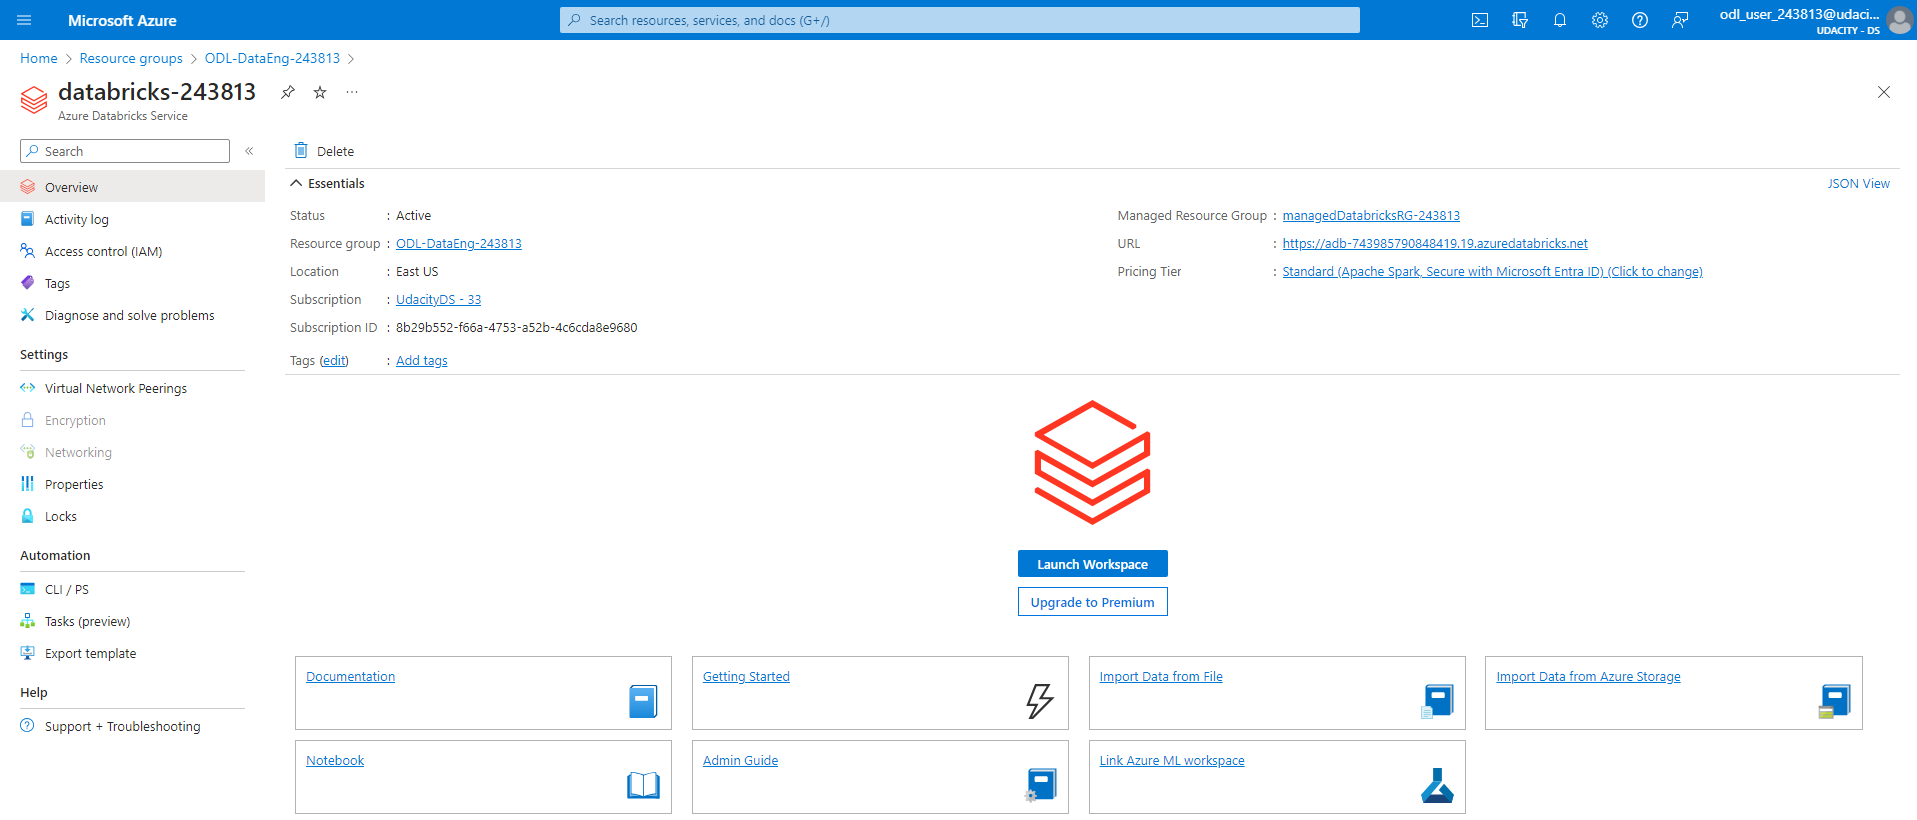 Microsoft Azure
Search resources, services, and docs (G+/)
odl_user_243813@udaci...
UDACITY - DS
Home > Resource groups > ODL-DataEng-243813 >
databricks-243813
Azure Databricks Service
Search
Delete
Overview
Activity log
Access control (IAM)
Tags
Diagnose and solve problems
Settings
Virtual Network Peerings
Encryption
Networking
Properties
Locks
Automation
CLI / PS
Tasks (preview)
Export template
Help
Support + Troubleshooting
Essentials
JSON View
Status : Active
Resource group : ODL-DataEng-243813
Location : East US
Subscription : UdacityDS - 33
Subscription ID : 8b29b552-f66a-4753-a52b-4c6cda8e9680
Tags (edit) : Add tags
Managed Resource Group : managedDatabricksRG-243813
URL : https://adb-743985790848419.19.azuredatabricks.net
Pricing Tier : Standard (Apache Spark, Secure with Microsoft Entra ID) (Click to change)
Launch Workspace
Upgrade to Premium
Documentation
Getting Started
Import Data from File
Import Data from Azure Storage
Notebook
Admin Guide
Link Azure ML workspace